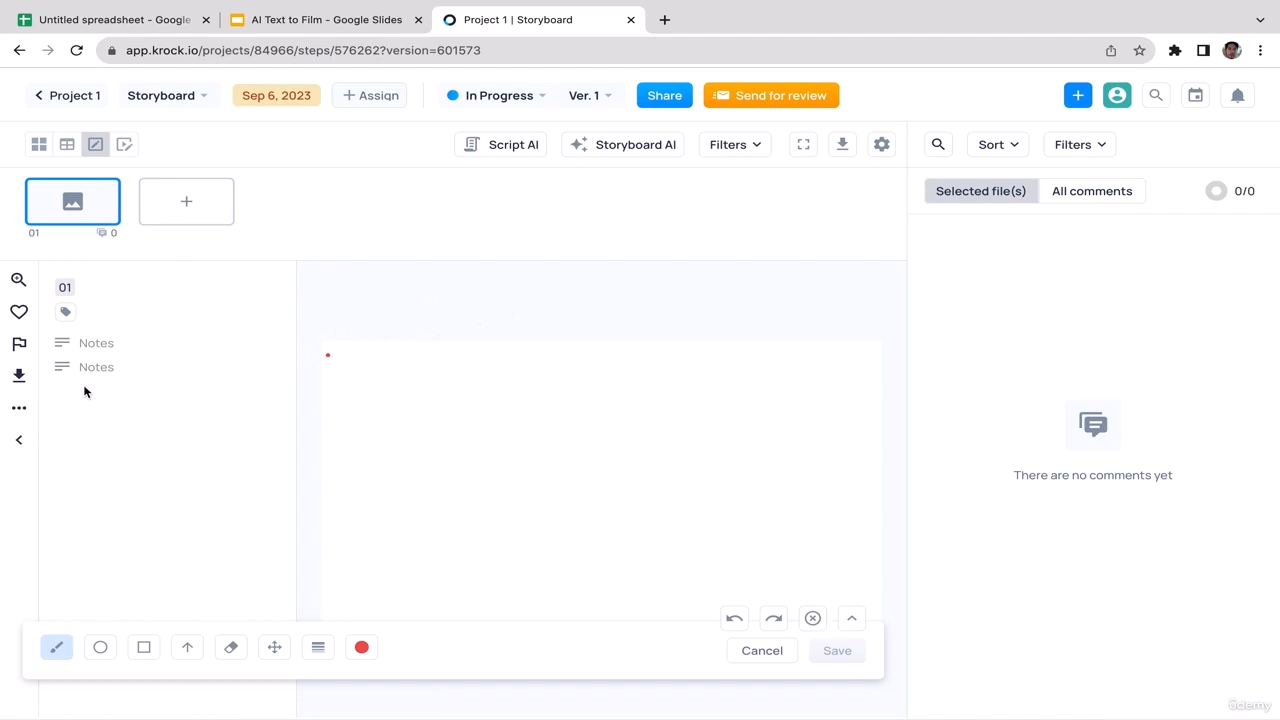 Untitled spreadsheet - Google
AI Text to Film - Google Slides
Project 1 | Storyboard
app.krock.io/projects/84966/steps/576262?version=601573
Project 1
Storyboard
Sep 6, 2023
Assign
In Progress
Ver. 1
Share
Send for review
Script AI
Storyboard AI
Filters
Sort
Filters
Selected file(s)
All comments
0/0
01
0
01
Notes
Notes
There are no comments yet
Cancel
Save
ûdemy